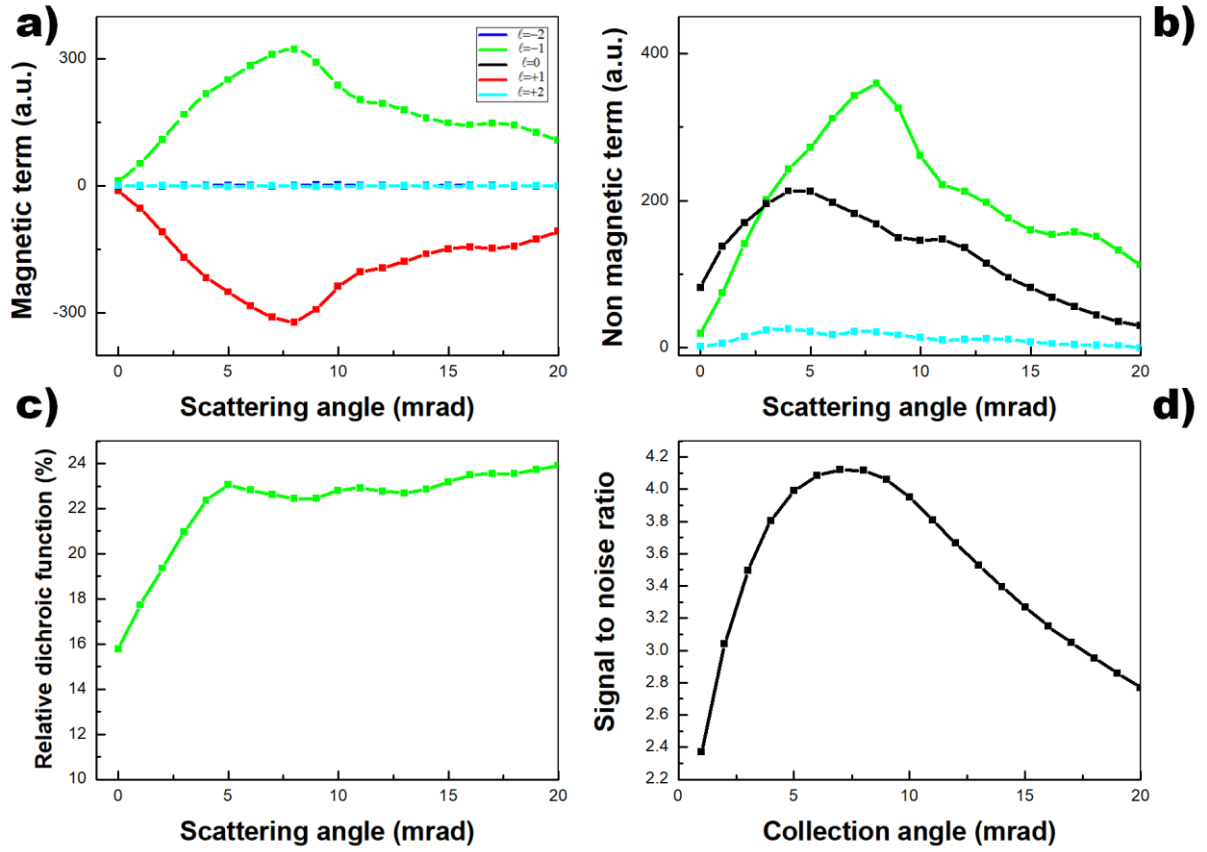 a)
Magnetic term (a.u.)
300
0
-300
ℓ=-2
ℓ=-1
ℓ=0
ℓ=+1
ℓ=+2
0 5 10 15 20
Scattering angle (mrad)
b)
Non magnetic term (a.u.)
400
200
0
0 5 10 15 20
Scattering angle (mrad)
c)
Relative dichroic function (%)
24
22
20
18
16
14
12
10
0 5 10 15 20
Scattering angle (mrad)
d)
Signal to noise ratio
4.2
4.0
3.8
3.6
3.4
3.2
3.0
2.8
2.6
2.4
2.2
0 5 10 15 20
Collection angle (mrad)